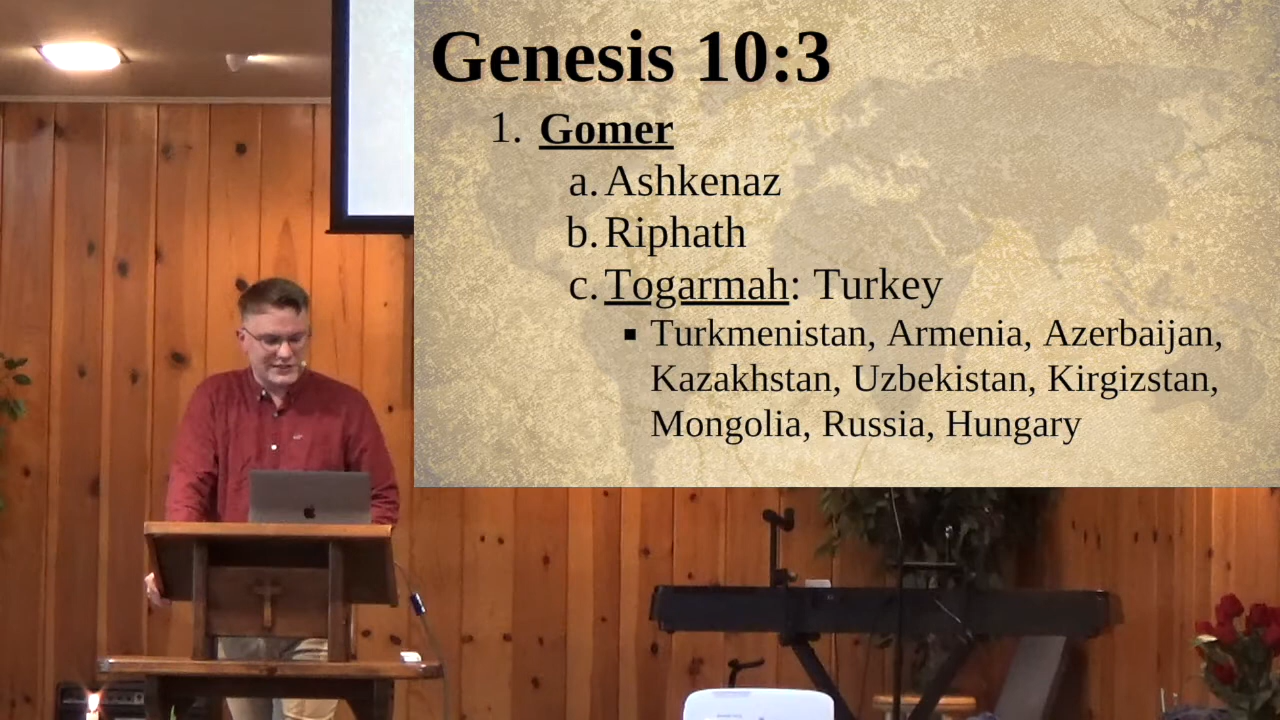 Genesis 10:3
1. Gomer
a. Ashkenaz
b. Riphath
c. Togarmah: Turkey
▪ Turkmenistan, Armenia, Azerbaijan,
Kazakhstan, Uzbekistan, Kirgizstan,
Mongolia, Russia, Hungary